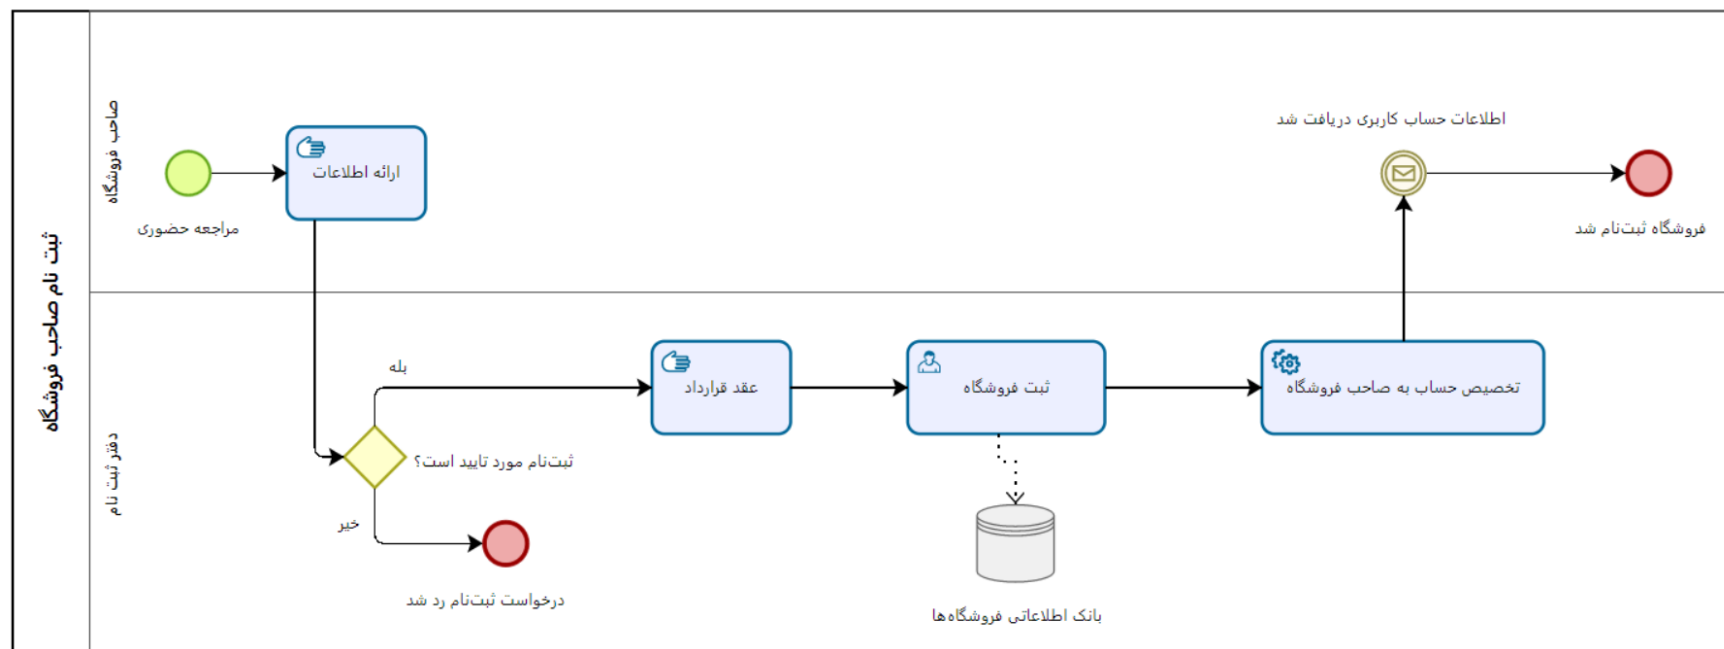 ثبت نام صاحب فروشگاه
صاحب فروشگاه
مراجعه حضوری
ارائه اطلاعات
اطلاعات حساب کاربری دریافت شد
فروشگاه ثبت‌نام شد
دفتر ثبت نام
ثبت‌نام مورد تایید است؟
بله
خیر
درخواست ثبت‌نام رد شد
عقد قرارداد
ثبت فروشگاه
بانک اطلاعاتی فروشگاه‌ها
تخصیص حساب به صاحب فروشگاه